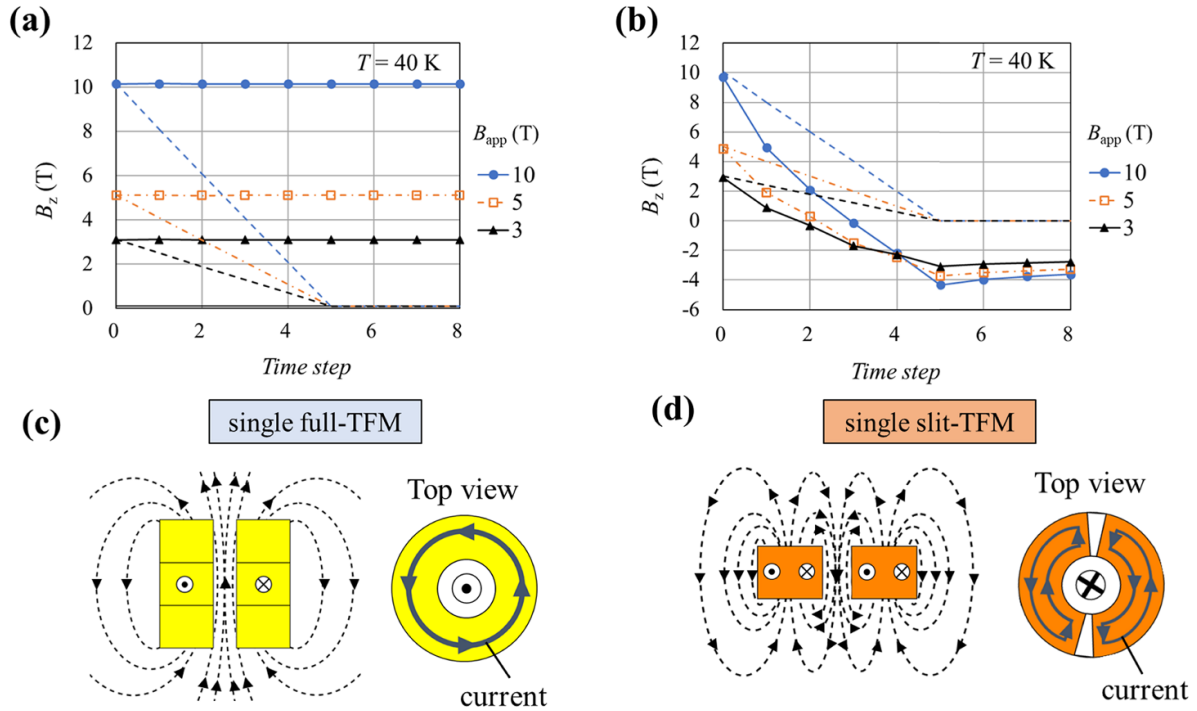 (a)
12
10
8
6
4
2
0
B_z (T)
T = 40 K
0 2 4 6 8
Time step
B_app (T)
10
5
3
(b)
12
10
8
6
4
2
0
-2
-4
-6
B_z (T)
T = 40 K
0 2 4 6 8
Time step
B_app (T)
10
5
3
(c)
single full-TFM
Top view
current
(d)
single slit-TFM
Top view
current